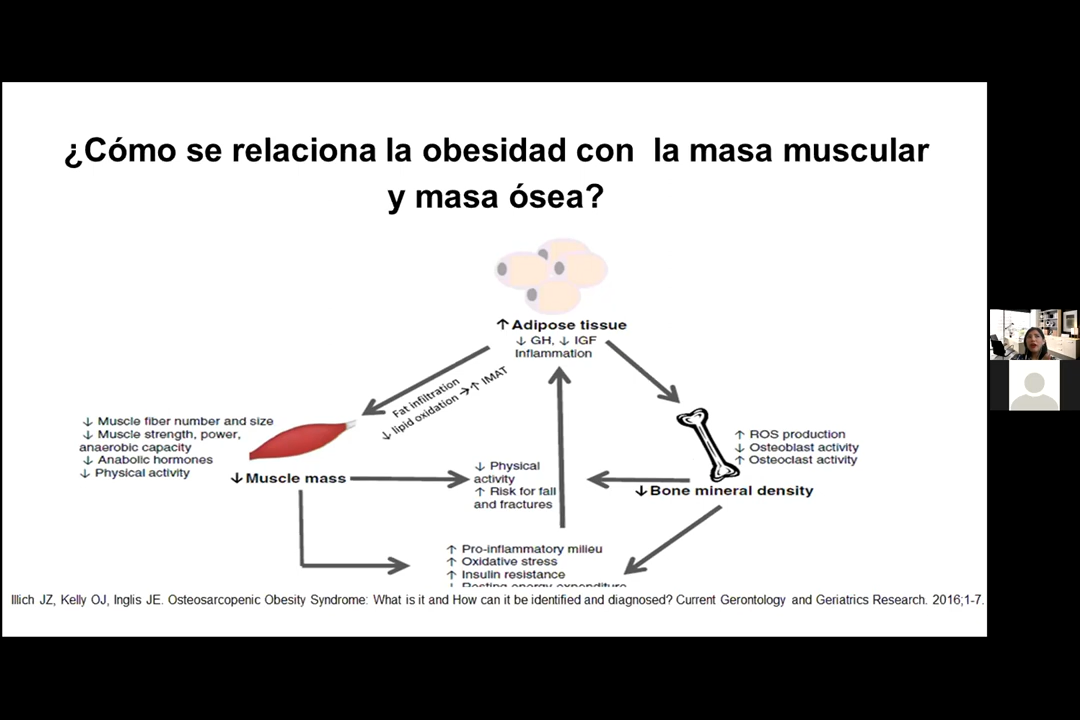 ¿Cómo se relaciona la obesidad con la masa muscular
y masa ósea?
↑ Adipose tissue
↓ GH, ↓ IGF
Inflammation
Fat infiltration
↓ lipid oxidation →↑ IMAT
↓ Muscle fiber number and size
↓ Muscle strength, power,
anaerobic capacity
↓ Anabolic hormones
↓ Physical activity
↓ Muscle mass
↓ Physical
activity
↑ Risk for fall
and fractures
↑ ROS production
↓ Osteoblast activity
↑ Osteoclast activity
↓ Bone mineral density
↑ Pro-inflammatory milieu
↑ Oxidative stress
↑ Insulin resistance
↓ Resting energy expenditure
Illich JZ, Kelly OJ, Inglis JE. Osteosarcopenic Obesity Syndrome: What is it and How can it be identified and diagnosed? Current Gerontology and Geriatrics Research. 2016;1-7.